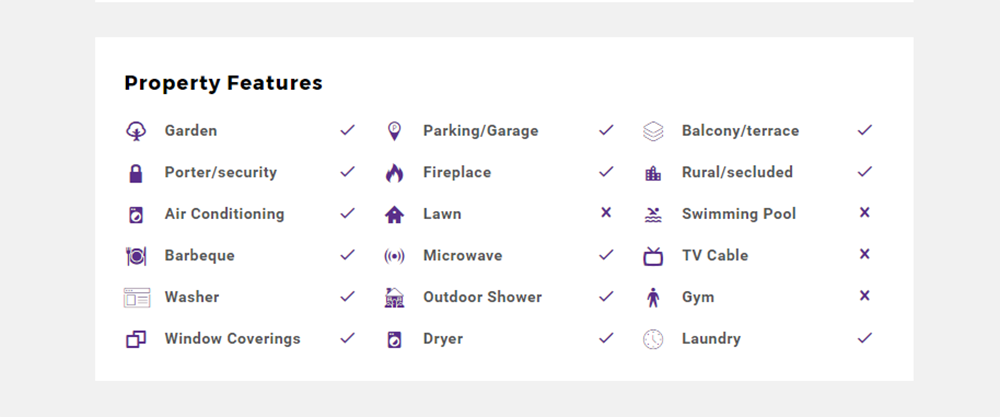 Property Features
Garden Parking/Garage Balcony/terrace
Porter/security Fireplace Rural/secluded
Air Conditioning Lawn Swimming Pool
Barbeque Microwave TV Cable
Washer Outdoor Shower Gym
Window Coverings Dryer Laundry